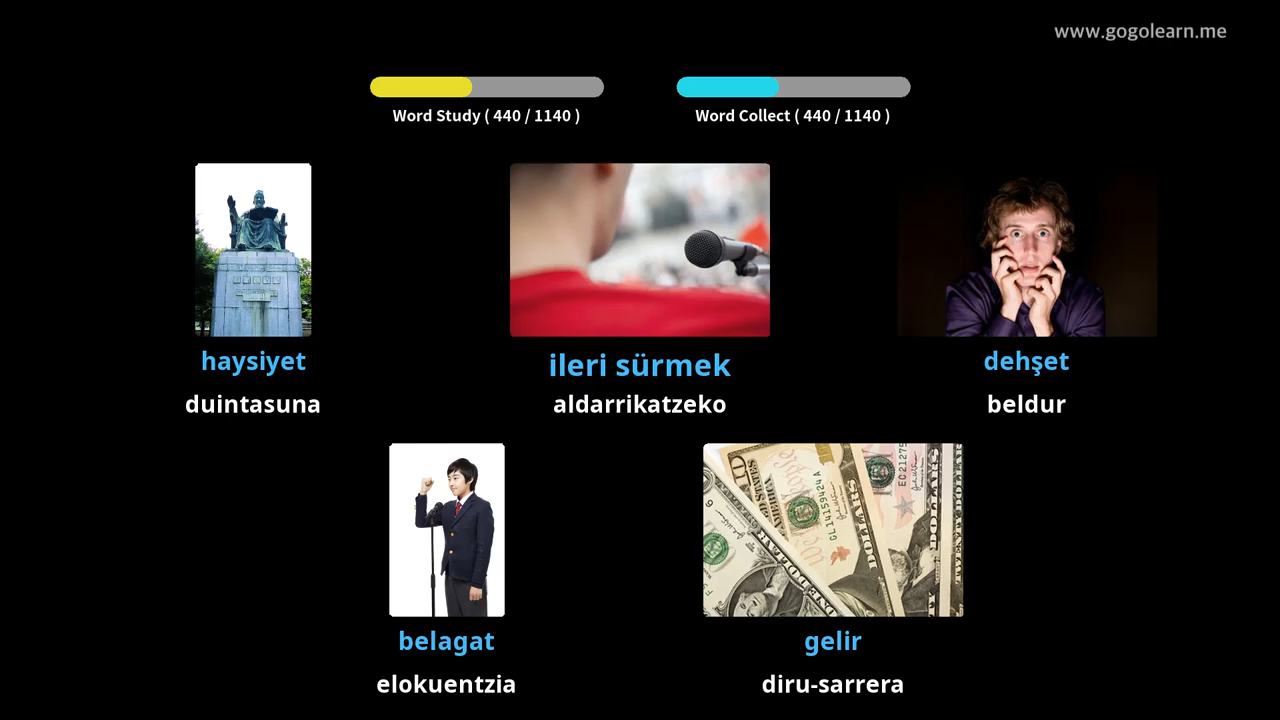 www.gogolearn.me
Word Study ( 440 / 1140 )
Word Collect ( 440 / 1140 )
haysiyet
ileri sürmek
dehşet
duintasuna
aldarrikatzeko
beldur
belagat
gelir
elokuentzia
diru-sarrera